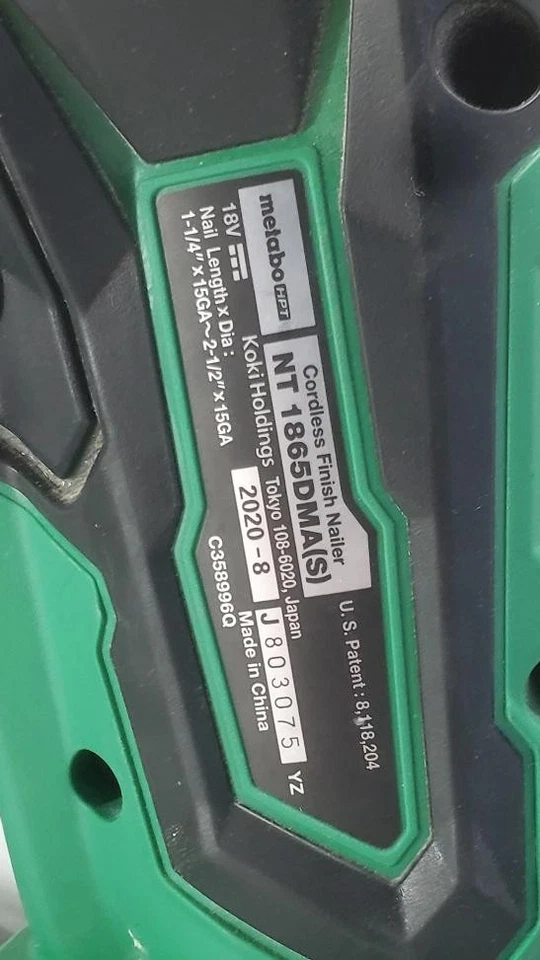 metabo HPT
Cordless Finish Nailer
NT 1865DMA(S)
U. S. Patent : 8,118,204
Koki Holdings Tokyo 108-6020, Japan
18V
2020-8 J803075 YZ
Nail Length x Dia :
Made in China
1-1/4" x 15GA～2-1/2" x 15GA
C358996Q